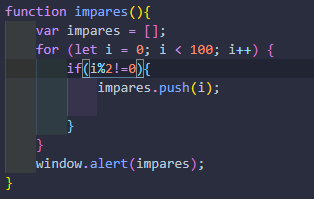 function impares(){
    var impares = [];
    for (let i = 0; i < 100; i++) {
        if(i%2!=0){
            impares.push(i);
        }
    }
    window.alert(impares);
}